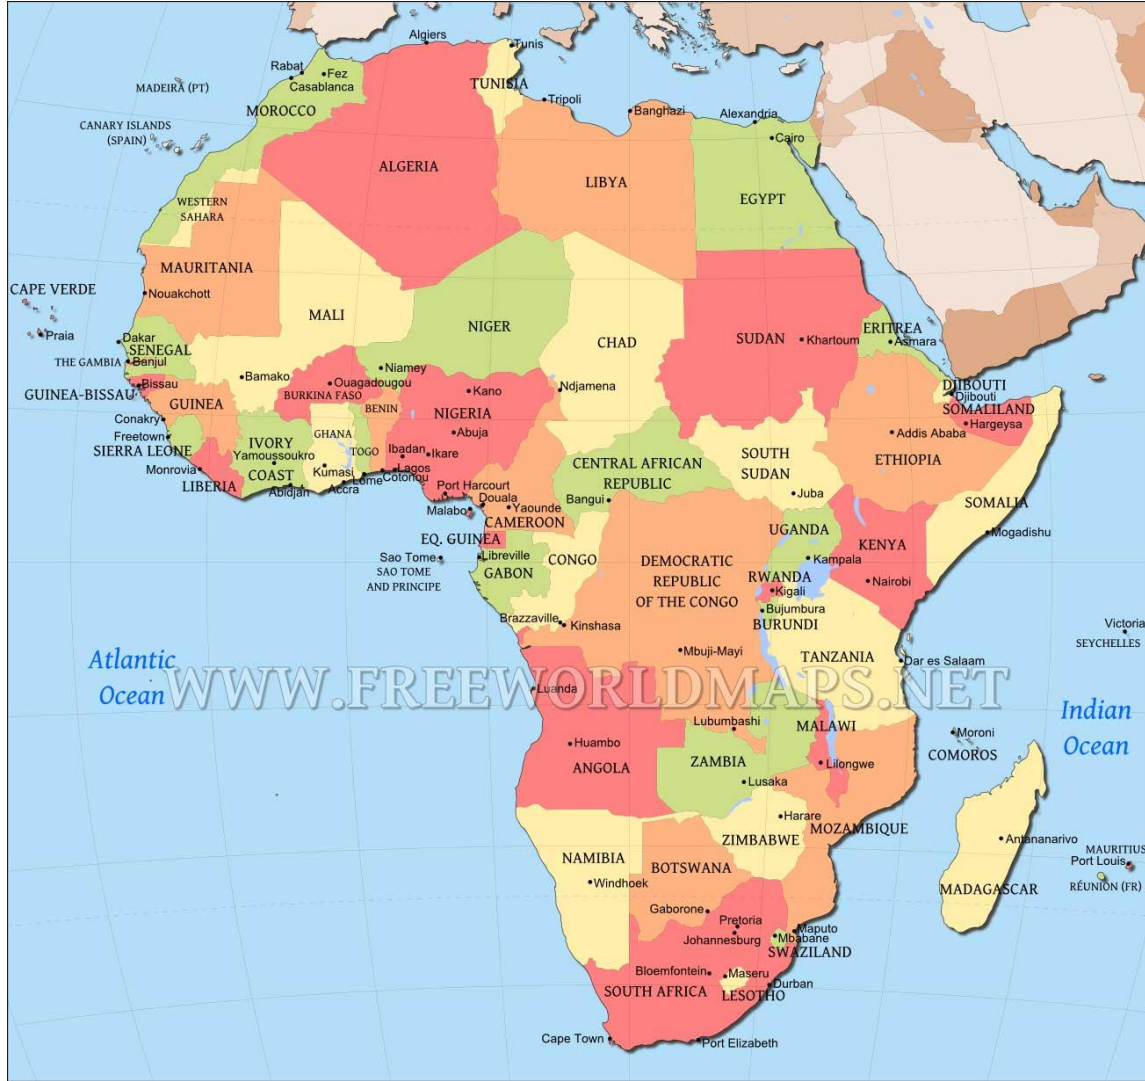 Algiers
Tunis
Rabat
Fez
Casablanca
TUNISIA
MADEIRA (PT)
MOROCCO
Tripoli
Banghazi
Alexandria
CANARY ISLANDS
(SPAIN)
Cairo
ALGERIA
LIBYA
EGYPT
WESTERN
SAHARA
MAURITANIA
CAPE VERDE
Nouakchott
MALI
NIGER
CHAD
SUDAN
Khartoum
ERITREA
Asmara
Praia
Dakar
SENEGAL
THE GAMBIA
Banjul
Niamey
Bamako
Ouagadougou
BURKINA FASO
Kano
Ndjamena
DJIBOUTI
Djibouti
Bissau
GUINEA-BISSAU
GUINEA
BENIN
NIGERIA
SOMALILAND
Hargeysa
Conakry
Freetown
SIERRA LEONE
IVORY
Yamoussoukro
COAST
GHANA
TOGO
Abuja
Ibadan
Ikare
Addis Ababa
ETHIOPIA
SOUTH
SUDAN
CENTRAL AFRICAN
REPUBLIC
Monrovia
LIBERIA
Abidjan
Kumasi
Accra
Lome
Cotonou
Lagos
Port Harcourt
Douala
Malabo
Yaounde
CAMEROON
Bangui
Juba
SOMALIA
Mogadishu
EQ. GUINEA
Sao Tome
SAO TOME
AND PRINCIPE
Libreville
GABON
CONGO
DEMOCRATIC
REPUBLIC
OF THE CONGO
UGANDA
Kampala
KENYA
Nairobi
RWANDA
Kigali
Bujumbura
BURUNDI
Brazzaville
Kinshasa
Victoria
SEYCHELLES
Mbuji-Mayi
TANZANIA
Dar es Salaam
Atlantic
Ocean
WWW.FREEWORLDMAPS.NET
Luanda
Lubumbashi
MALAWI
Indian
Ocean
Moroni
COMOROS
Huambo
ANGOLA
ZAMBIA
Lilongwe
Lusaka
Harare
ZIMBABWE
MOZAMBIQUE
Antananarivo
MAURITIUS
Port Louis
NAMIBIA
Windhoek
BOTSWANA
MADAGASCAR
RÉUNION (FR)
Gaborone
Pretoria
Johannesburg
Maputo
Mbabane
SWAZILAND
Bloemfontein
Maseru
Durban
SOUTH AFRICA
LESOTHO
Cape Town
Port Elizabeth